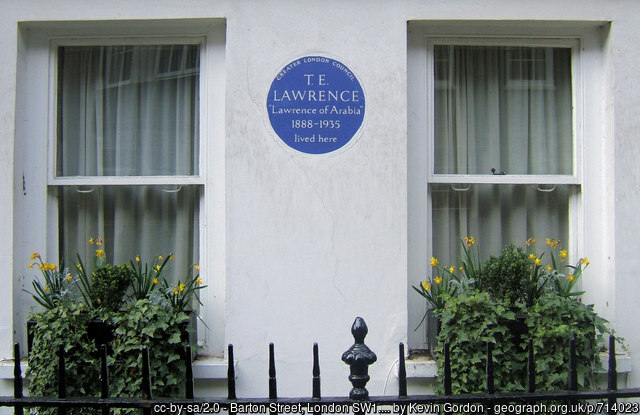 GREATER LONDON COUNCIL
T. E.
LAWRENCE
"Lawrence of Arabia"
1888-1935
lived here
cc-by-sa/2.0 - Barton Street, London SW1.... by Kevin Gordon - geograph.org.uk/p/714026